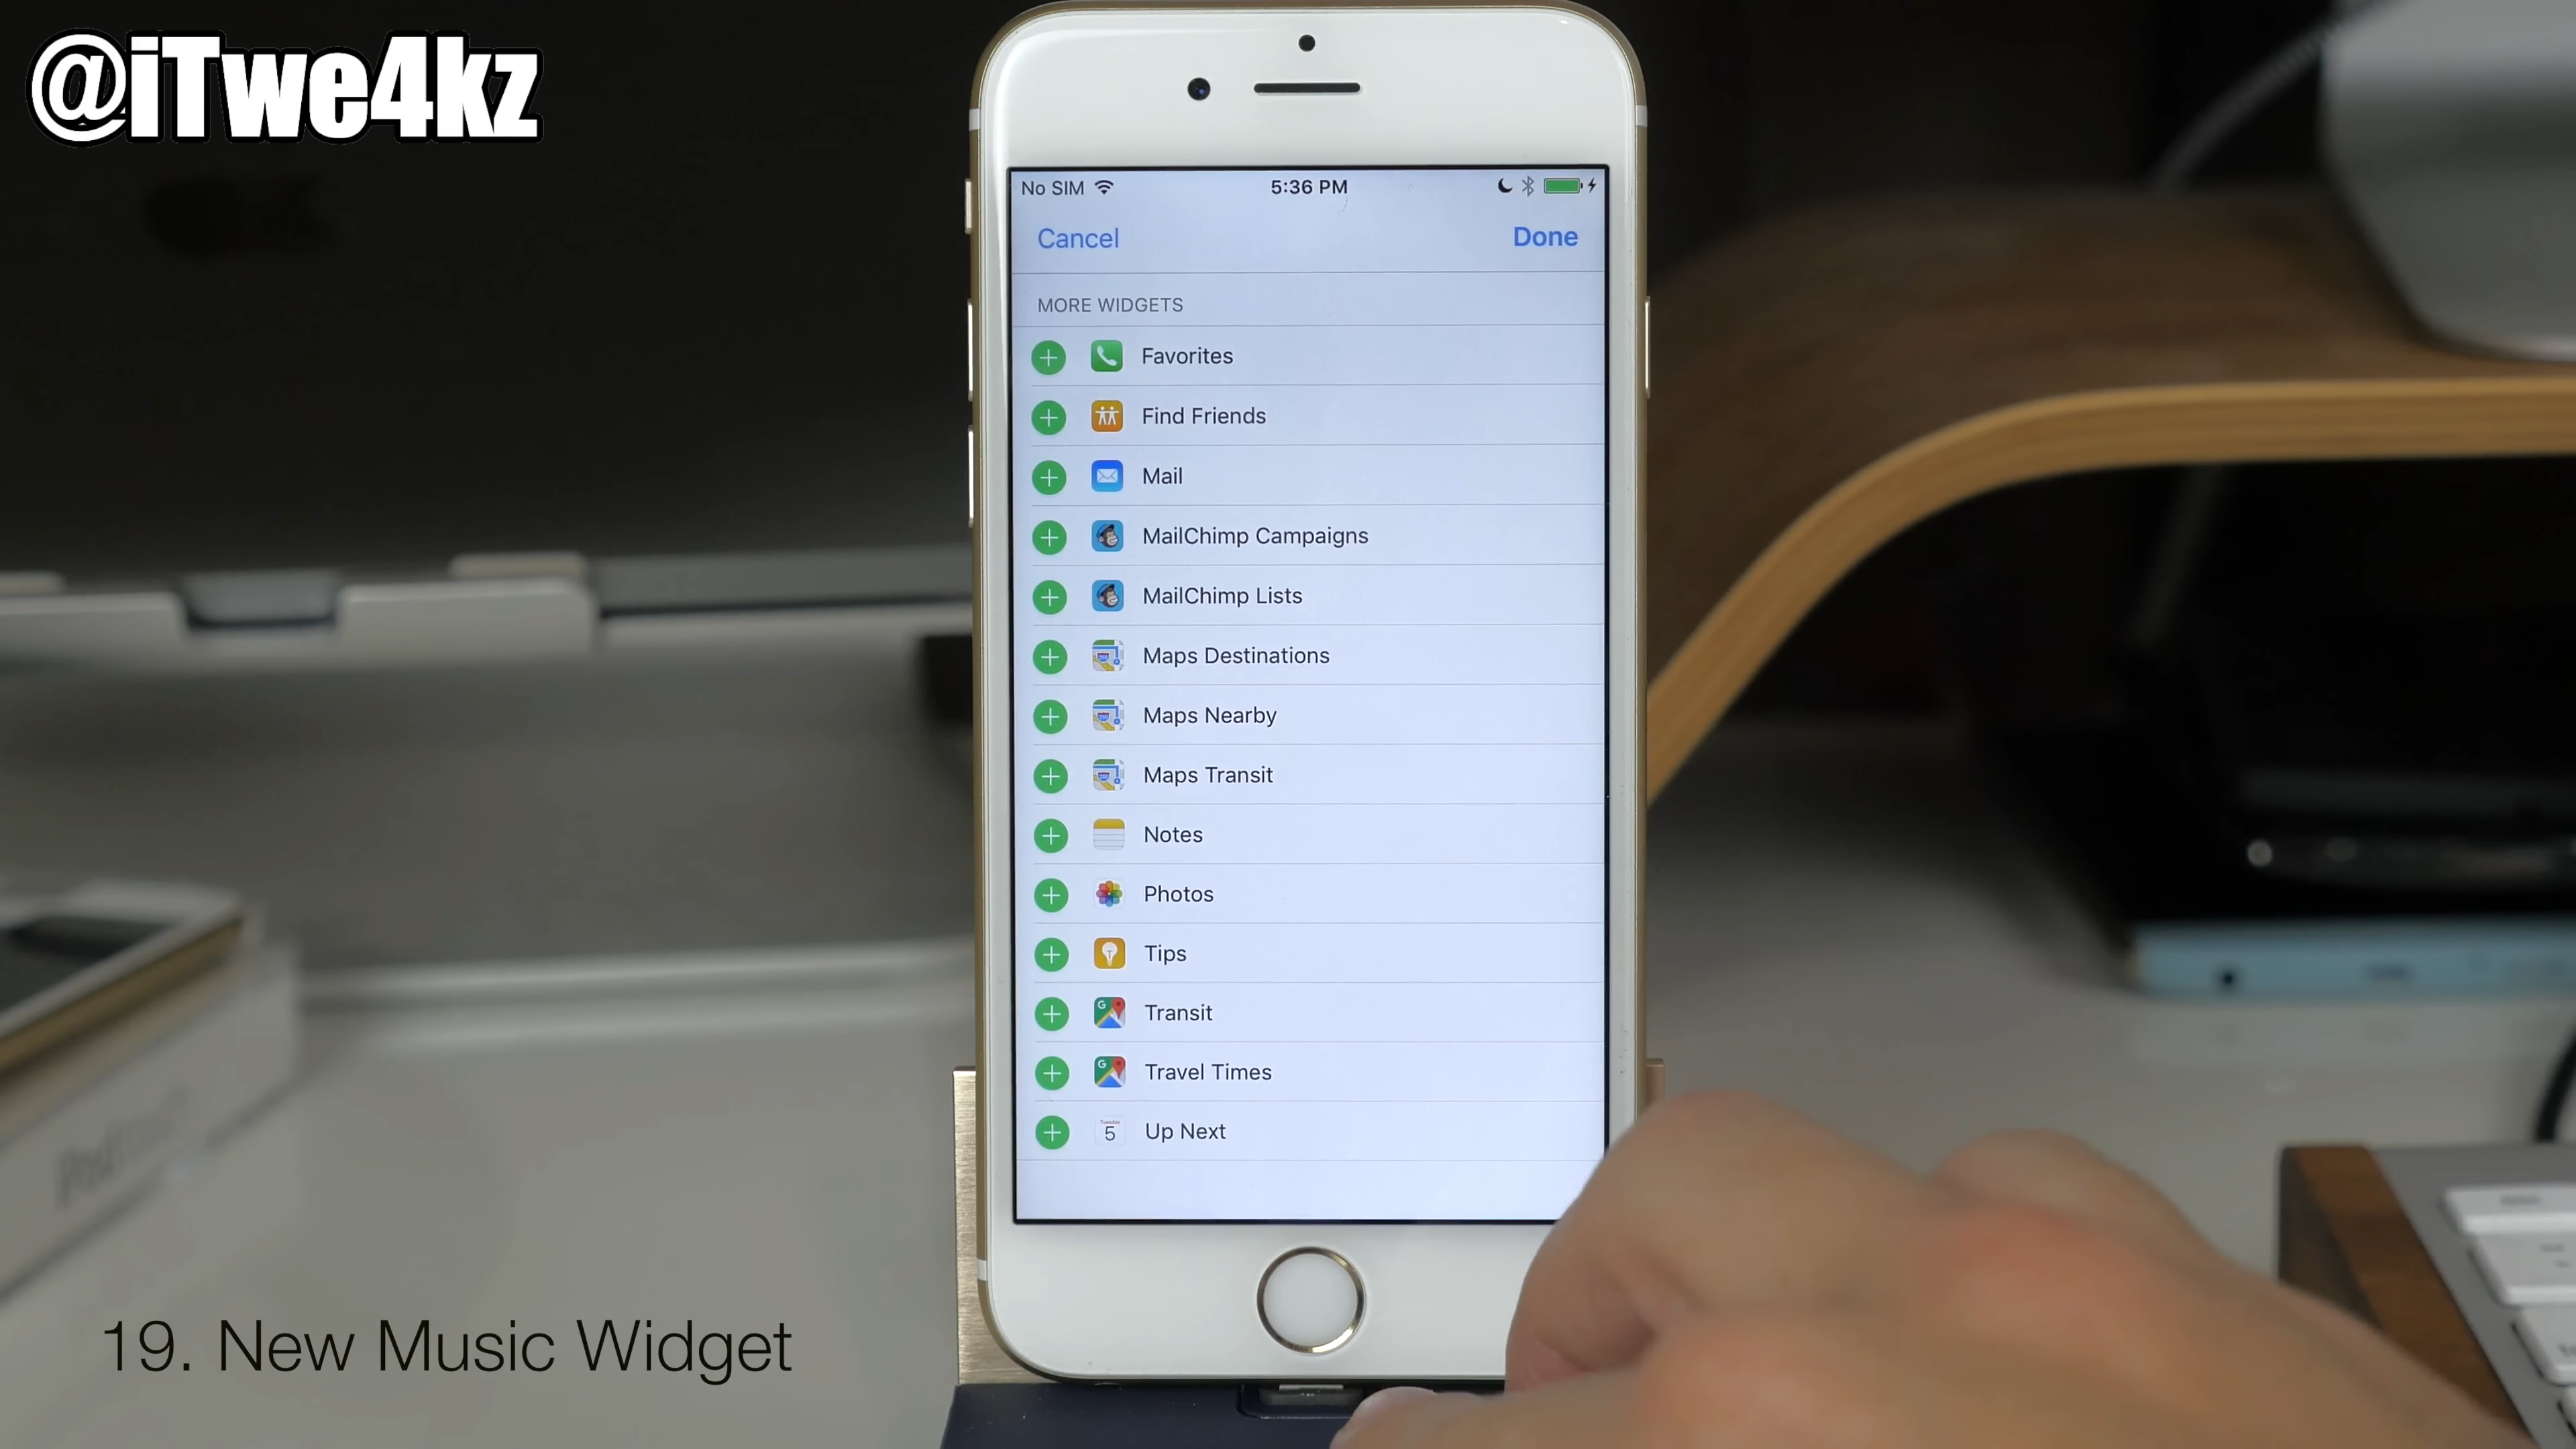 @iTwe4kz
No SIM
5:36 PM
Cancel
Done
MORE WIDGETS
Favorites
Find Friends
Mail
MailChimp Campaigns
MailChimp Lists
Maps Destinations
Maps Nearby
Maps Transit
Notes
Photos
Tips
Transit
Travel Times
Tuesday
5
Up Next
19. New Music Widget